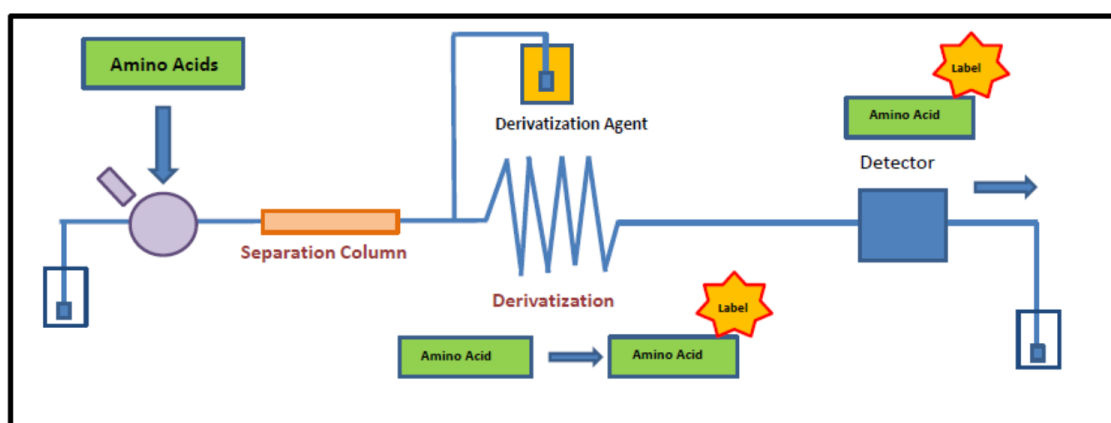 Amino Acids
Label
Amino Acid
Derivatization Agent
Detector
Separation Column
Derivatization
Label
Amino Acid
Amino Acid